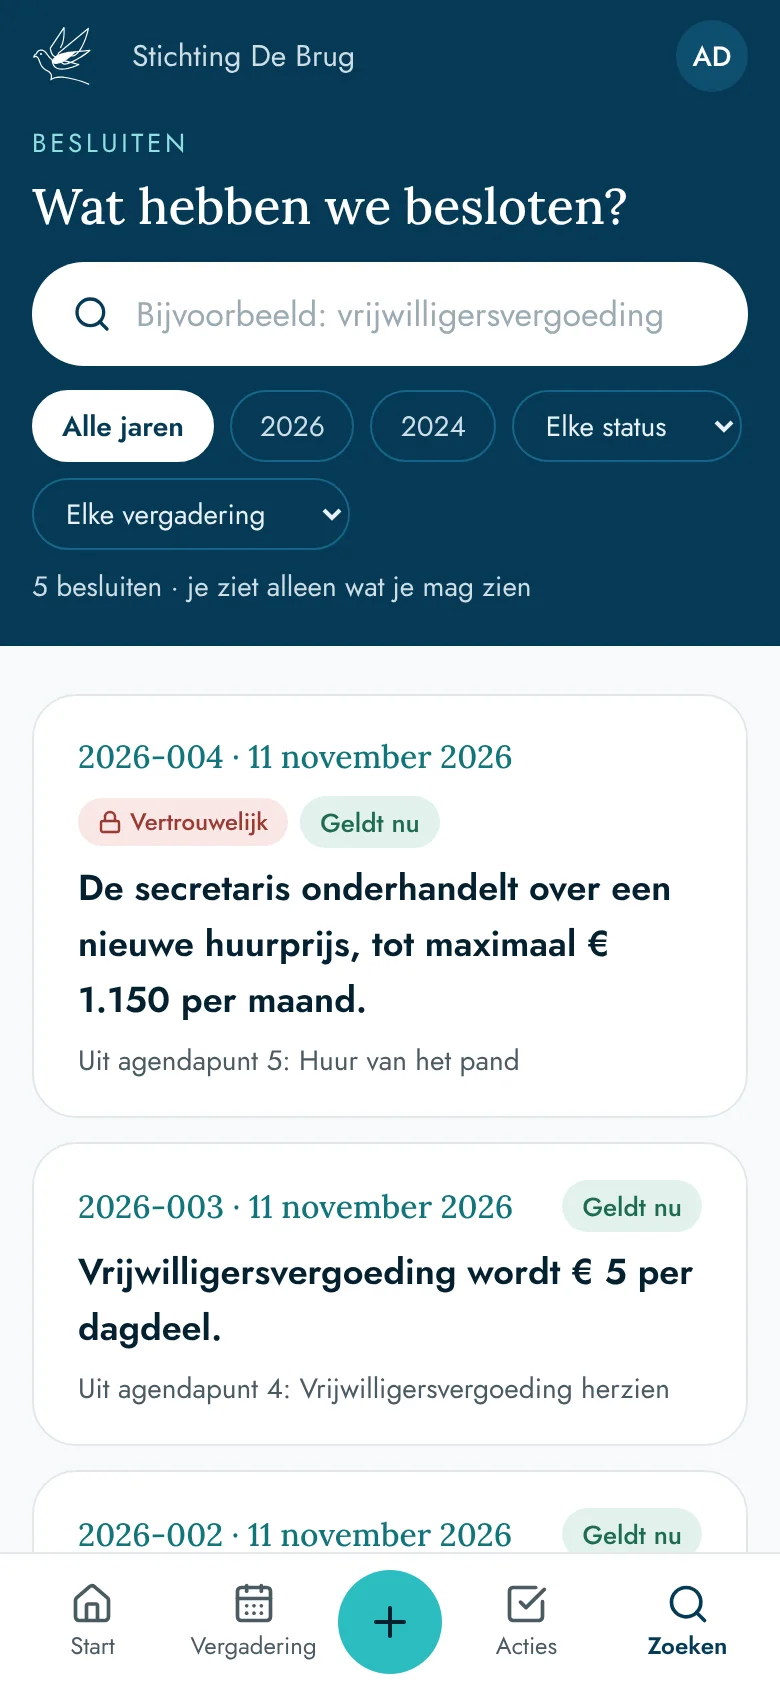 Stichting De Brug
AD
BESLUITEN
Wat hebben we besloten?
Bijvoorbeeld: vrijwilligersvergoeding
Alle jaren
2026
2024
Elke status
Elke vergadering
5 besluiten · je ziet alleen wat je mag zien
2026-004 · 11 november 2026
Vertrouwelijk
Geldt nu
De secretaris onderhandelt over een
nieuwe huurprijs, tot maximaal €
1.150 per maand.
Uit agendapunt 5: Huur van het pand
2026-003 · 11 november 2026
Geldt nu
Vrijwilligersvergoeding wordt € 5 per
dagdeel.
Uit agendapunt 4: Vrijwilligersvergoeding herzien
2026-002 · 11 november 2026
Geldt nu
Start
Vergadering
Acties
Zoeken